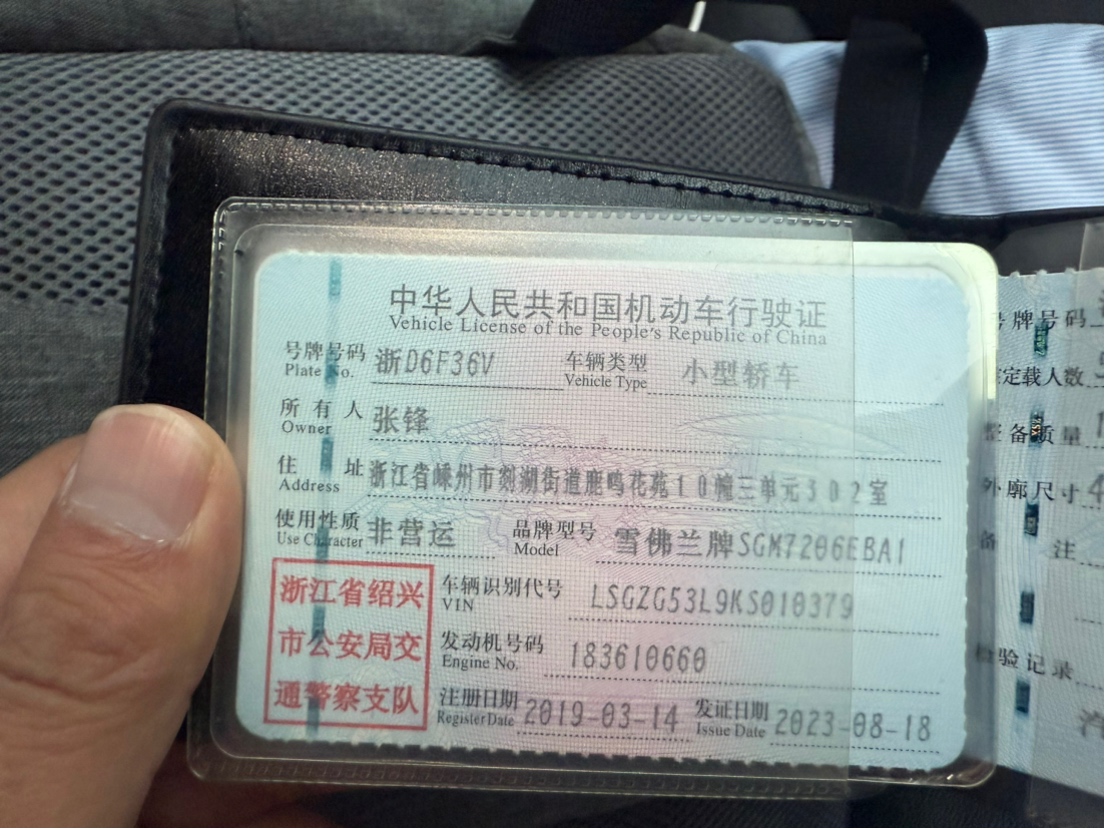 中华人民共和国机动车行驶证
Vehicle License of the People's Republic of China
号牌号码 浙D6F36V 车辆类型 小型轿车
Plate No. Vehicle Type
所有人 张锋
Owner
住址 浙江省嵊州市剡湖街道鹿鸣花苑10幢三单元302室
Address
使用性质 非营运 品牌型号 雪佛兰牌SGM7206EBA1
Use Character Model
浙江省绍兴
市公安局交
通警察支队
车辆识别代号 LSGZG53L9KS010379
VIN
发动机号码 183610660
Engine No.
注册日期 2019-03-14 发证日期 2023-08-18
Register Date Issue Date
号牌号码
定载人数
整备质量
外廓尺寸 4
备注
检验记录